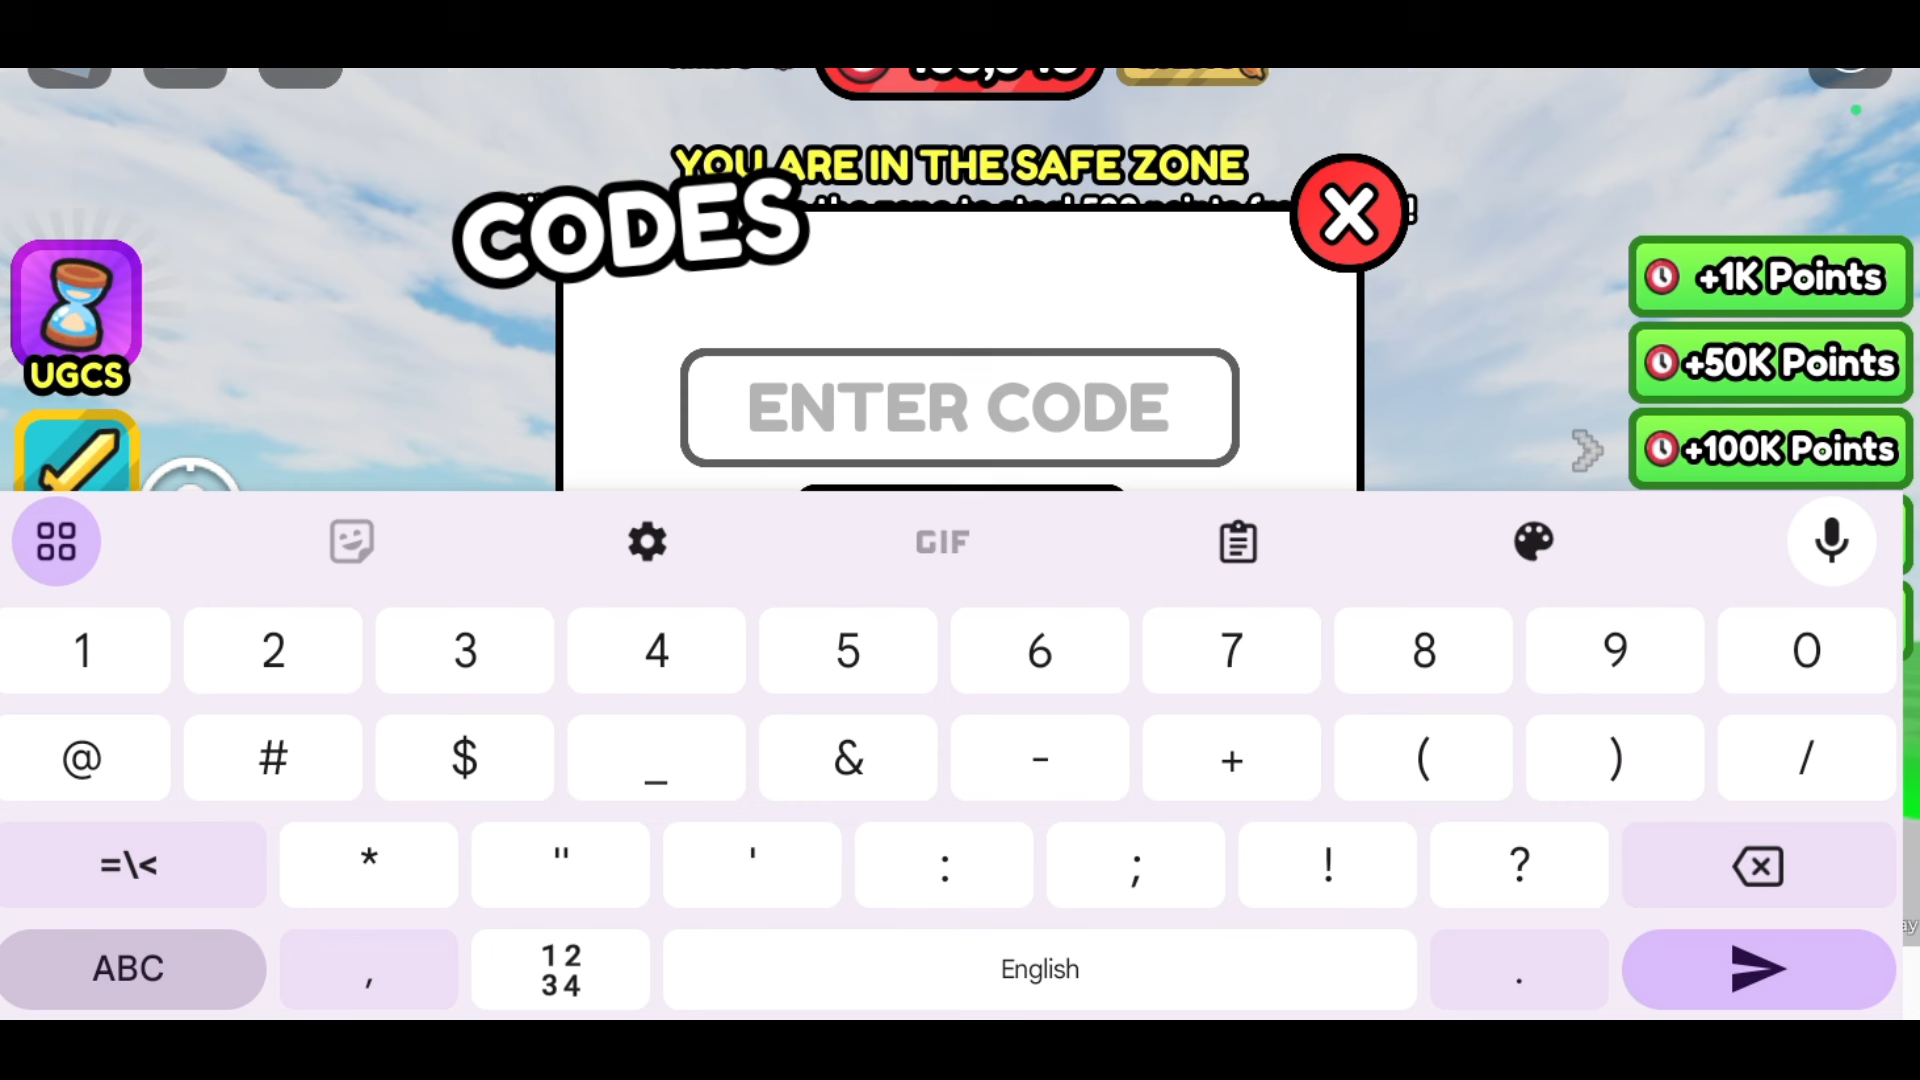 YOU ARE IN THE SAFE ZONE
CODES
ENTER CODE
UGCS
+1K Points
+50K Points
+100K Points
GIF
1 2 3 4 5 6 7 8 9 0
@ # $ _ & - + ( ) /
=\< * " ' : ; ! ?
ABC , 12 34 English .